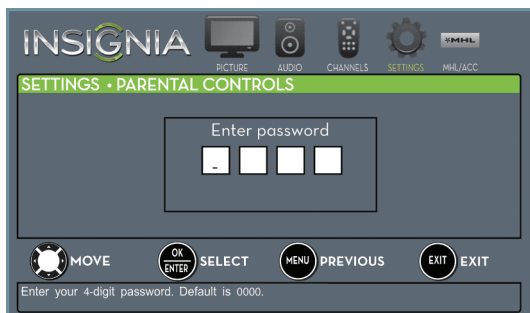 INSIGNIA
PICTURE AUDIO CHANNELS SETTINGS MHL MHL/ACC
SETTINGS • PARENTAL CONTROLS
Enter password
_
MOVE OK ENTER SELECT MENU PREVIOUS EXIT EXIT
Enter your 4-digit password. Default is 0000.